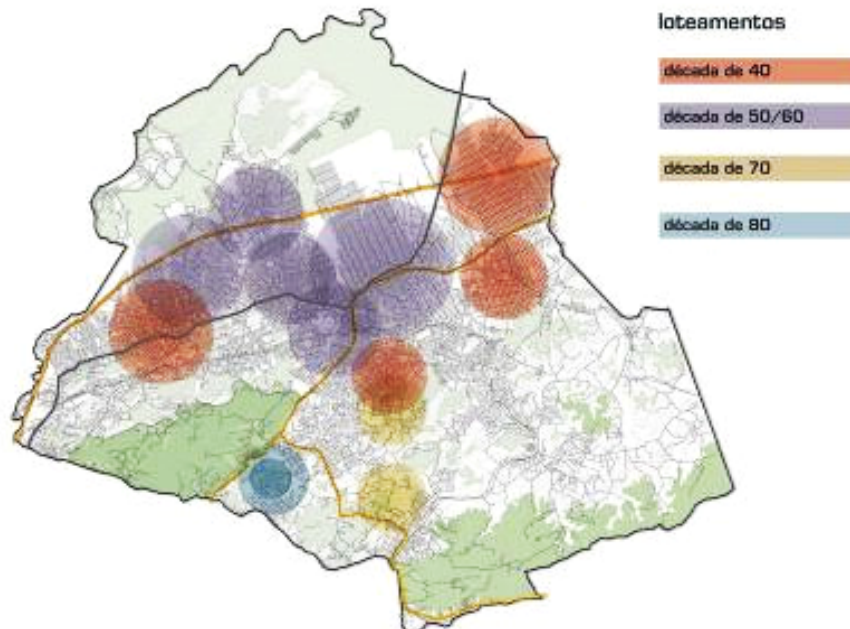 loteamentos
década de 40
década de 50/60
década de 70
década de 80